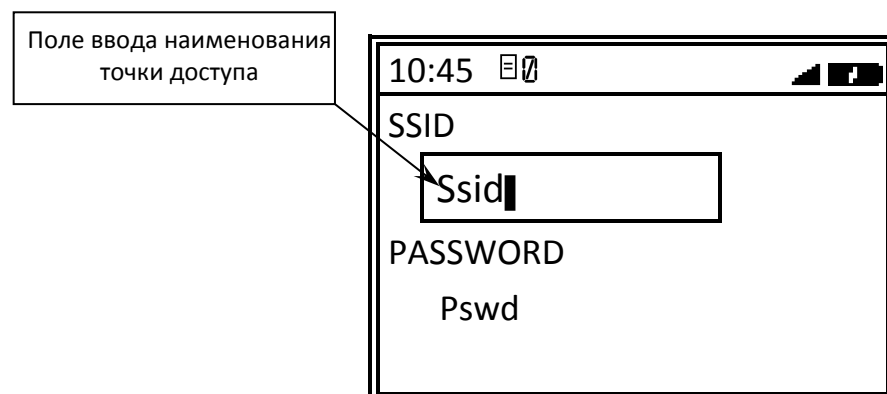 Поле ввода наименования
точки доступа
10:45
SSID
Ssid
PASSWORD
Pswd